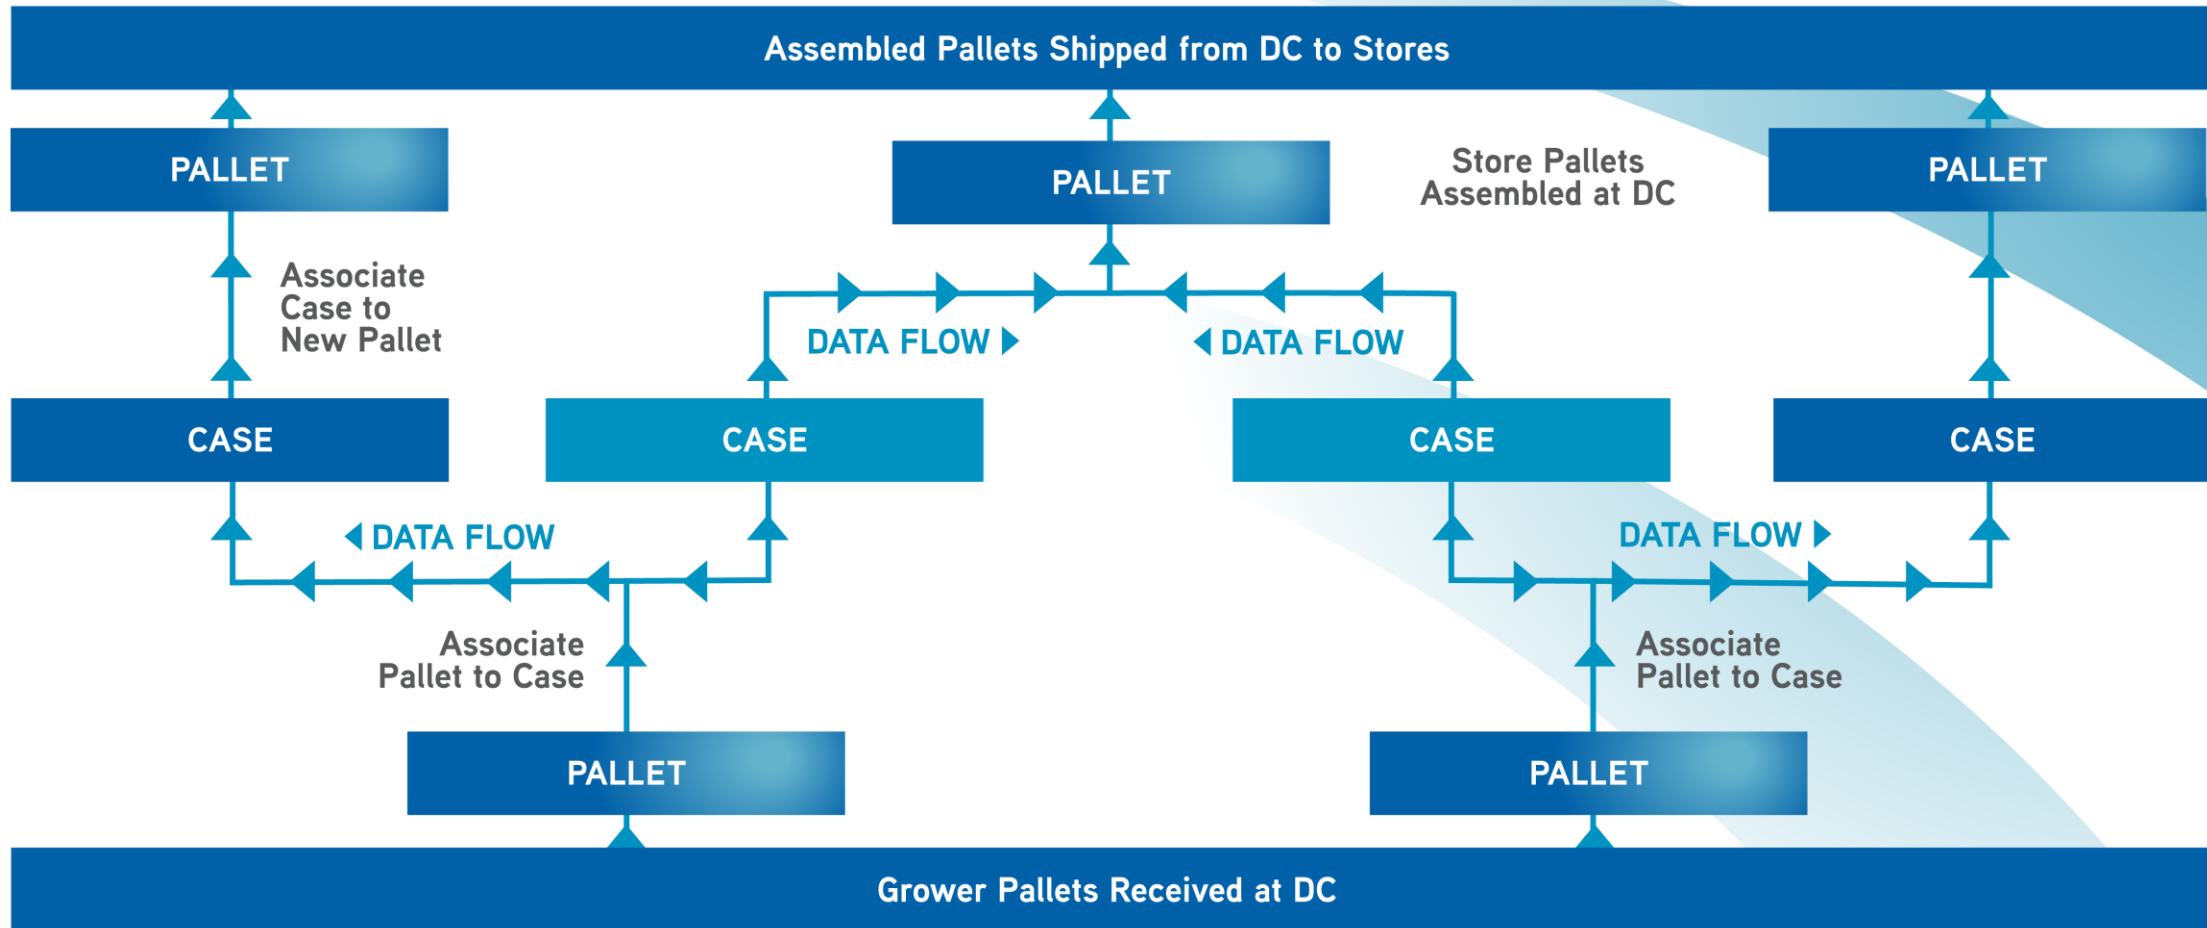 Assembled Pallets Shipped from DC to Stores
PALLET
PALLET
Store Pallets
Assembled at DC
PALLET
Associate
Case to
New Pallet
DATA FLOW
DATA FLOW
CASE
CASE
CASE
CASE
DATA FLOW
DATA FLOW
Associate
Pallet to Case
Associate
Pallet to Case
PALLET
PALLET
Grower Pallets Received at DC